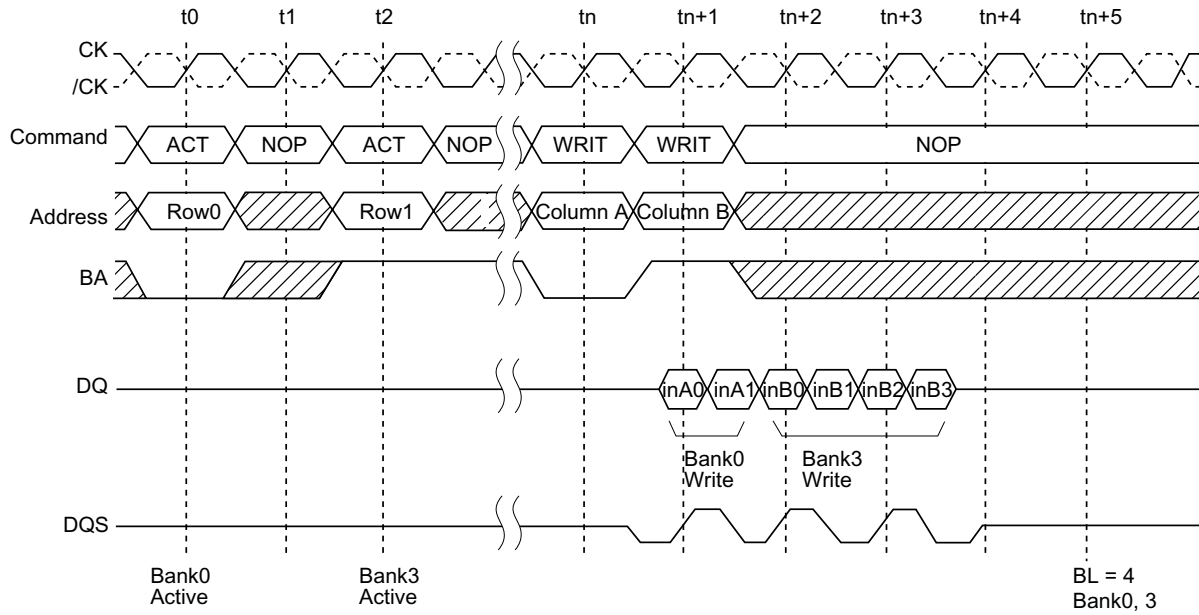 t0 t1 t2 tn tn+1 tn+2 tn+3 tn+4 tn+5
CK
/CK
Command ACT NOP ACT NOP WRIT WRIT NOP
Address Row0 Row1 Column A Column B
BA
DQ inA0 inA1 inB0 inB1 inB2 inB3
Bank0 Bank3
Write Write
DQS
Bank0 Bank3 BL = 4
Active Active Bank0, 3